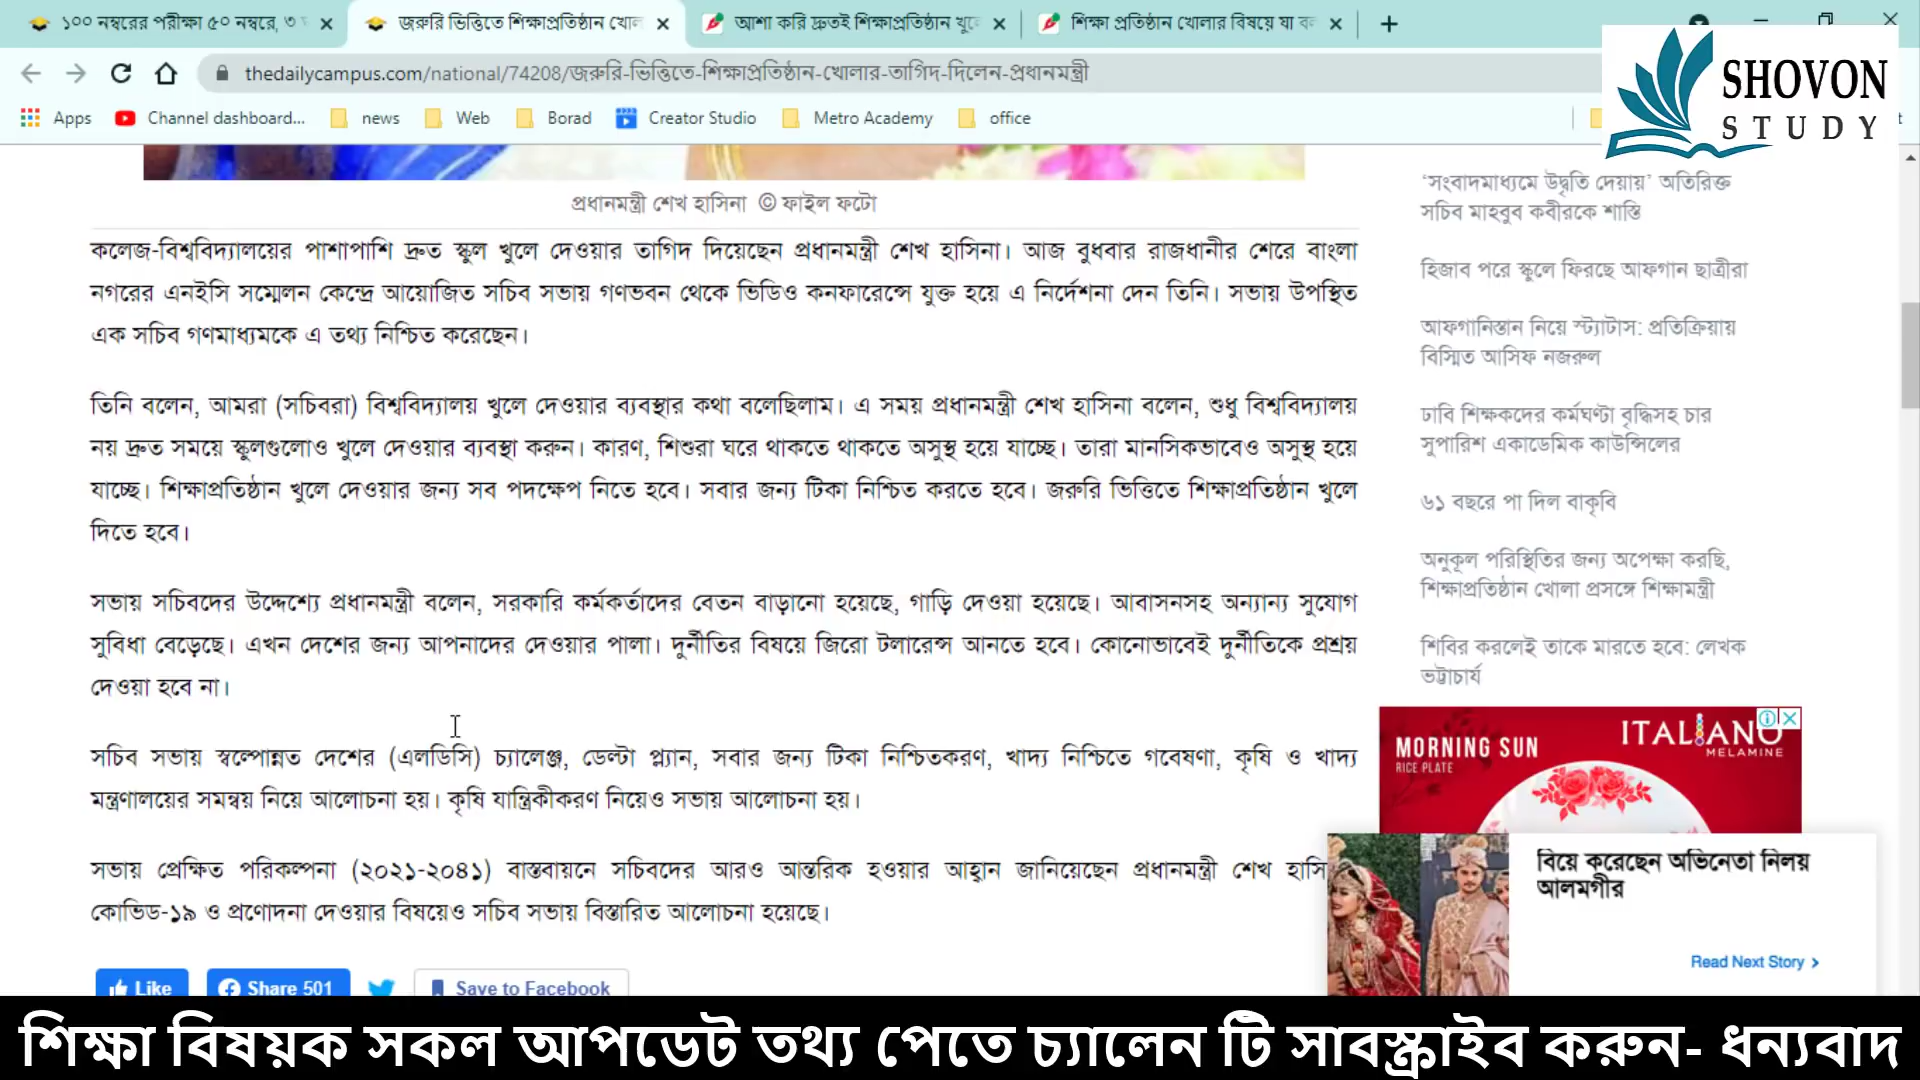 ১০০ নম্বরের পরীক্ষা ৫০ নম্বরে, ৩
জরুরি ভিত্তিতে শিক্ষাপ্রতিষ্ঠান খোল
আশা করি দ্রুতই শিক্ষাপ্রতিষ্ঠান খুলে
শিক্ষা প্রতিষ্ঠান খোলার বিষয়ে যা বল
thedailycampus.com/national/74208/জরুরি-ভিত্তিতে-শিক্ষাপ্রতিষ্ঠান-খোলার-তাগিদ-দিলেন-প্রধানমন্ত্রী
Apps Channel dashboard... news Web Borad Creator Studio Metro Academy office
SHOVON
STUDY
প্রধানমন্ত্রী শেখ হাসিনা © ফাইল ফটো
কলেজ-বিশ্ববিদ্যালয়ের পাশাপাশি দ্রুত স্কুল খুলে দেওয়ার তাগিদ দিয়েছেন প্রধানমন্ত্রী শেখ হাসিনা। আজ বুধবার রাজধানীর শেরে বাংলা
নগরের এনইসি সম্মেলন কেন্দ্রে আয়োজিত সচিব সভায় গণভবন থেকে ভিডিও কনফারেন্সে যুক্ত হয়ে এ নির্দেশনা দেন তিনি। সভায় উপস্থিত
এক সচিব গণমাধ্যমকে এ তথ্য নিশ্চিত করেছেন।
তিনি বলেন, আমরা (সচিবরা) বিশ্ববিদ্যালয় খুলে দেওয়ার ব্যবস্থার কথা বলেছিলাম। এ সময় প্রধানমন্ত্রী শেখ হাসিনা বলেন, শুধু বিশ্ববিদ্যালয়
নয় দ্রুত সময়ে স্কুলগুলোও খুলে দেওয়ার ব্যবস্থা করুন। কারণ, শিশুরা ঘরে থাকতে থাকতে অসুস্থ হয়ে যাচ্ছে। তারা মানসিকভাবেও অসুস্থ হয়ে
যাচ্ছে। শিক্ষাপ্রতিষ্ঠান খুলে দেওয়ার জন্য সব পদক্ষেপ নিতে হবে। সবার জন্য টিকা নিশ্চিত করতে হবে। জরুরি ভিত্তিতে শিক্ষাপ্রতিষ্ঠান খুলে
দিতে হবে।
সভায় সচিবদের উদ্দেশ্যে প্রধানমন্ত্রী বলেন, সরকারি কর্মকর্তাদের বেতন বাড়ানো হয়েছে, গাড়ি দেওয়া হয়েছে। আবাসনসহ অন্যান্য সুযোগ
সুবিধা বেড়েছে। এখন দেশের জন্য আপনাদের দেওয়ার পালা। দুর্নীতির বিষয়ে জিরো টলারেন্স আনতে হবে। কোনোভাবেই দুর্নীতিকে প্রশ্রয়
দেওয়া হবে না।
সচিব সভায় স্বল্পোন্নত দেশের (এলডিসি) চ্যালেঞ্জ, ডেল্টা প্ল্যান, সবার জন্য টিকা নিশ্চিতকরণ, খাদ্য নিশ্চিতে গবেষণা, কৃষি ও খাদ্য
মন্ত্রণালয়ের সমন্বয় নিয়ে আলোচনা হয়। কৃষি যান্ত্রিকীকরণ নিয়েও সভায় আলোচনা হয়।
সভায় প্রেক্ষিত পরিকল্পনা (২০২১-২০৪১) বাস্তবায়নে সচিবদের আরও আন্তরিক হওয়ার আহ্বান জানিয়েছেন প্রধানমন্ত্রী শেখ হাসি
কোভিড-১৯ ও প্রণোদনা দেওয়ার বিষয়েও সচিব সভায় বিস্তারিত আলোচনা হয়েছে।
Like Share 501 Save to Facebook
‘সংবাদমাধ্যমে উদ্ধৃতি দেয়ায়’ অতিরিক্ত
সচিব মাহবুব কবীরকে শাস্তি
হিজাব পরে স্কুলে ফিরছে আফগান ছাত্রীরা
আফগানিস্তান নিয়ে স্ট্যাটাস: প্রতিক্রিয়ায়
বিস্মিত আসিফ নজরুল
ঢাবি শিক্ষকদের কর্মঘণ্টা বৃদ্ধিসহ চার
সুপারিশ একাডেমিক কাউন্সিলের
৬১ বছরে পা দিল বাকৃবি
অনুকূল পরিস্থিতির জন্য অপেক্ষা করছি,
শিক্ষাপ্রতিষ্ঠান খোলা প্রসঙ্গে শিক্ষামন্ত্রী
শিবির করলেই তাকে মারতে হবে: লেখক
ভট্টাচার্য
MORNING SUN
RICE PLATE
ITALIANO
MELAMINE
বিয়ে করেছেন অভিনেতা নিলয়
আলমগীর
Read Next Story
শিক্ষা বিষয়ক সকল আপডেট তথ্য পেতে চ্যালেন টি সাবস্ক্রাইব করুন- ধন্যবাদ